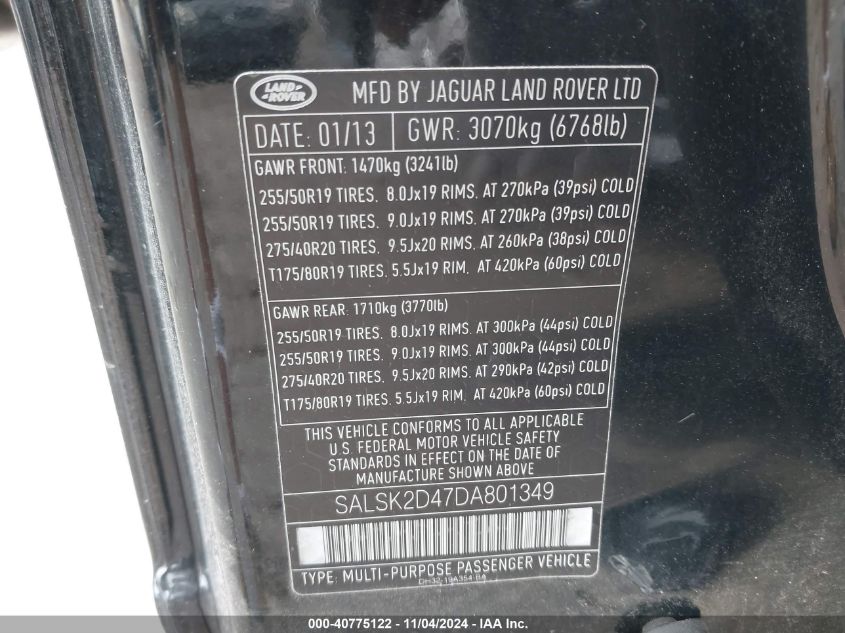 LAND ROVER
MFD BY JAGUAR LAND ROVER LTD
DATE: 01/13 GWR: 3070kg (6768lb)
GAWR FRONT: 1470kg (3241lb)
255/50R19 TIRES. 8.0Jx19 RIMS. AT 270kPa (39psi) COLD
255/50R19 TIRES. 9.0Jx19 RIMS. AT 270kPa (39psi) COLD
275/40R20 TIRES. 9.5Jx20 RIMS. AT 260kPa (38psi) COLD
T175/80R19 TIRES. 5.5Jx19 RIM. AT 420kPa (60psi) COLD
GAWR REAR: 1710kg (3770lb)
255/50R19 TIRES. 8.0Jx19 RIMS. AT 300kPa (44psi) COLD
255/50R19 TIRES. 9.0Jx19 RIMS. AT 300kPa (44psi) COLD
275/40R20 TIRES. 9.5Jx20 RIMS. AT 290kPa (42psi) COLD
T175/80R19 TIRES. 5.5Jx19 RIM. AT 420kPa (60psi) COLD
THIS VEHICLE CONFORMS TO ALL APPLICABLE
U.S. FEDERAL MOTOR VEHICLE SAFETY
STANDARDS IN EFFECT ON THE DATE OF
MANUFACTURE SHOWN ABOVE
SALSK2D47DA801349
TYPE: MULTI-PURPOSE PASSENGER VEHICLE
DH32-19A354-BA
000-40775122 - 11/04/2024 - IAA Inc.